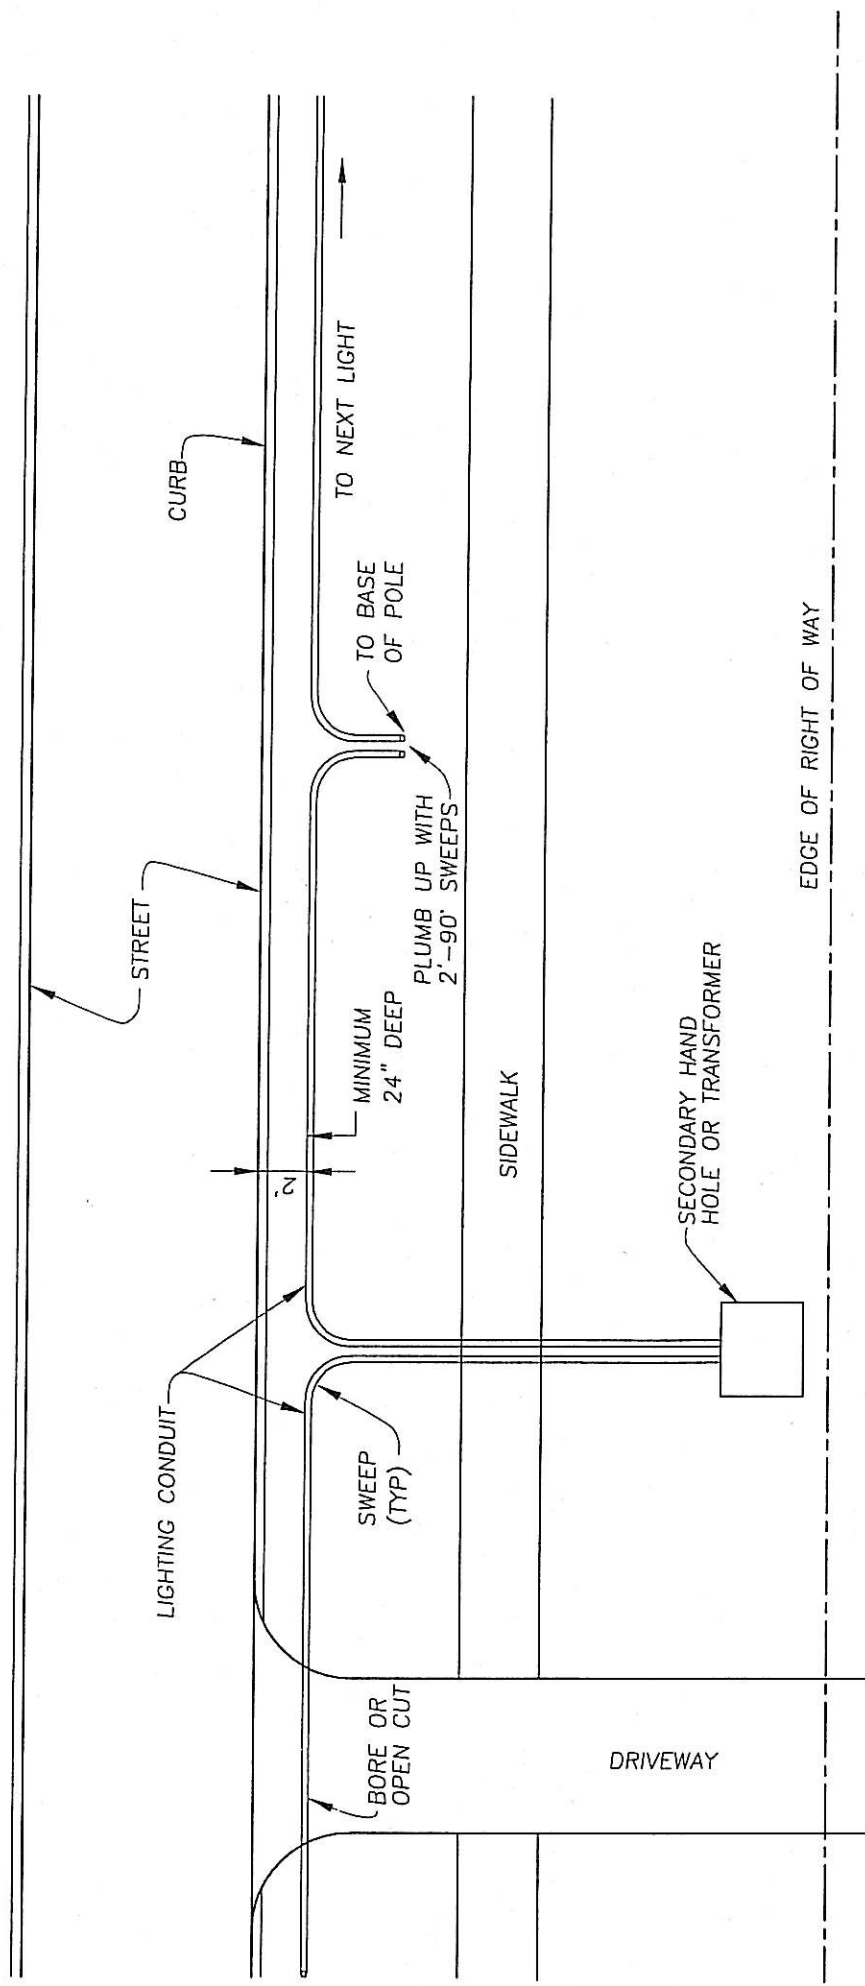 STREET
CURB
LIGHTING CONDUIT
2'
MINIMUM
24" DEEP
TO NEXT LIGHT
TO BASE
OF POLE
PLUMB UP WITH
2'-90° SWEEPS
SWEEP
(TYP)
BORE OR
OPEN CUT
SIDEWALK
DRIVEWAY
SECONDARY HAND
HOLE OR TRANSFORMER
EDGE OF RIGHT OF WAY